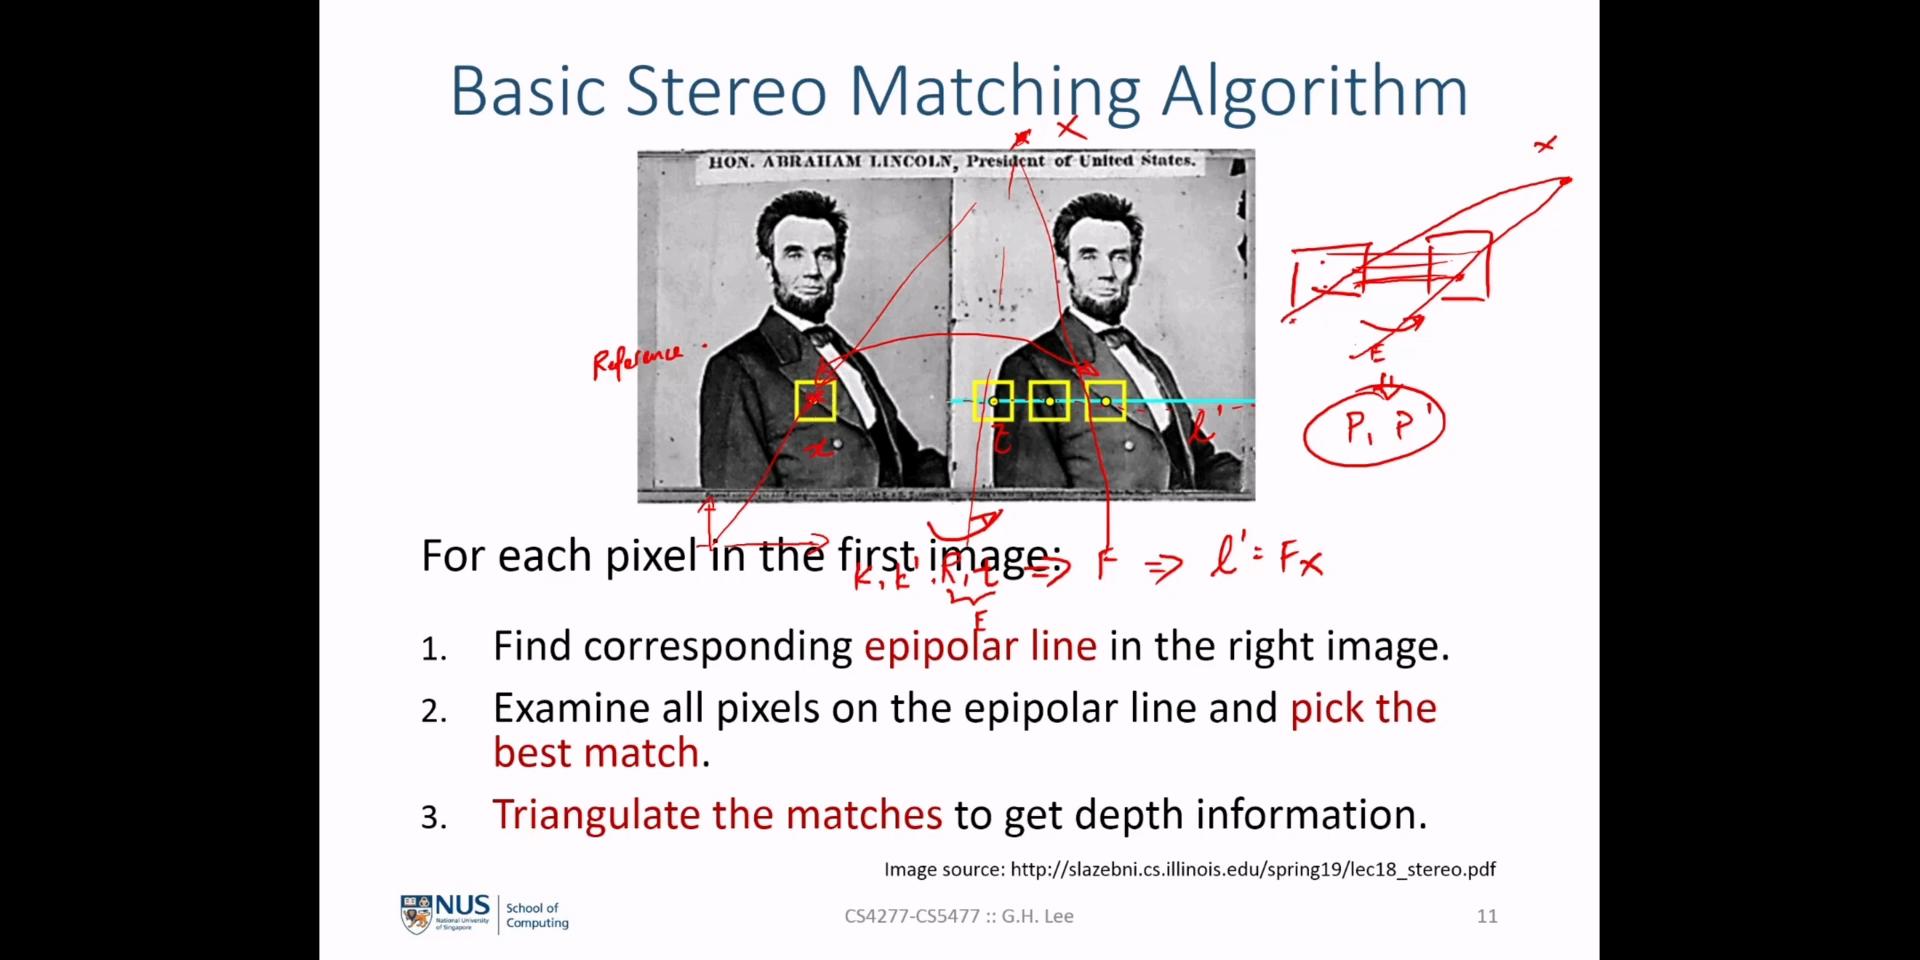 Basic Stereo Matching Algorithm
X
HON. ABRAHAM LINCOLN, President of United States.
x
Reference
E
P, P'
l'
x
For each pixel in the first image:
K, K', R, t => F => l' = Fx
E
1. Find corresponding epipolar line in the right image.
2. Examine all pixels on the epipolar line and pick the
best match.
3. Triangulate the matches to get depth information.
Image source: http://slazebni.cs.illinois.edu/spring19/lec18_stereo.pdf
NUS
National University
of Singapore
School of
Computing
CS4277-CS5477 :: G.H. Lee
11